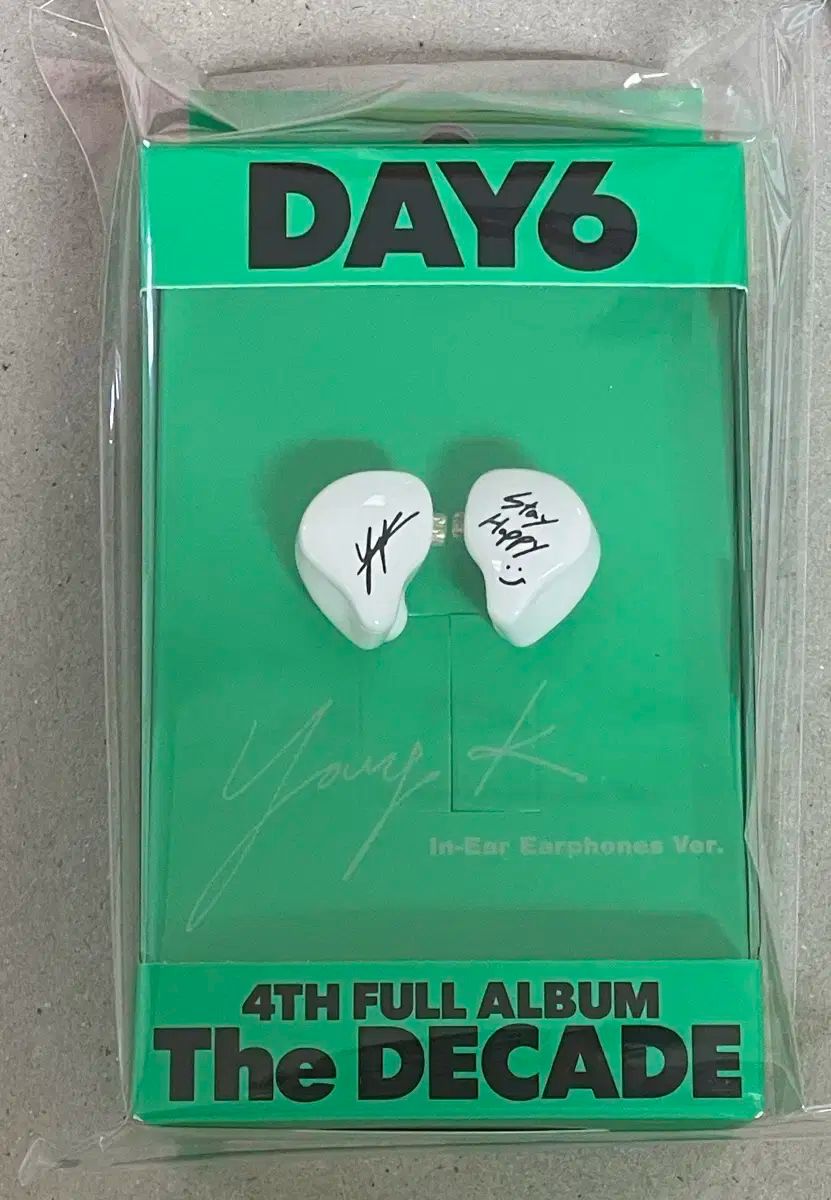 DAY6
Stay
Happy :)
Young K
In-Ear Earphones Ver.
4TH FULL ALBUM
The DECADE